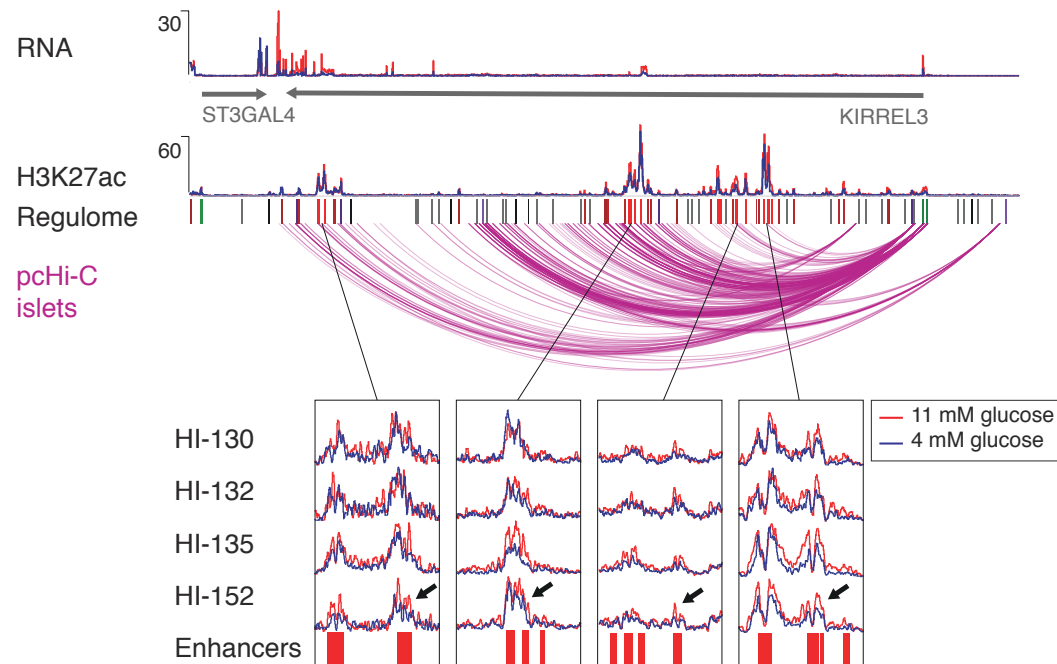 30
RNA
ST3GAL4
KIRREL3
60
H3K27ac
Regulome
pcHi-C
islets
11 mM glucose
4 mM glucose
HI-130
HI-132
HI-135
HI-152
Enhancers